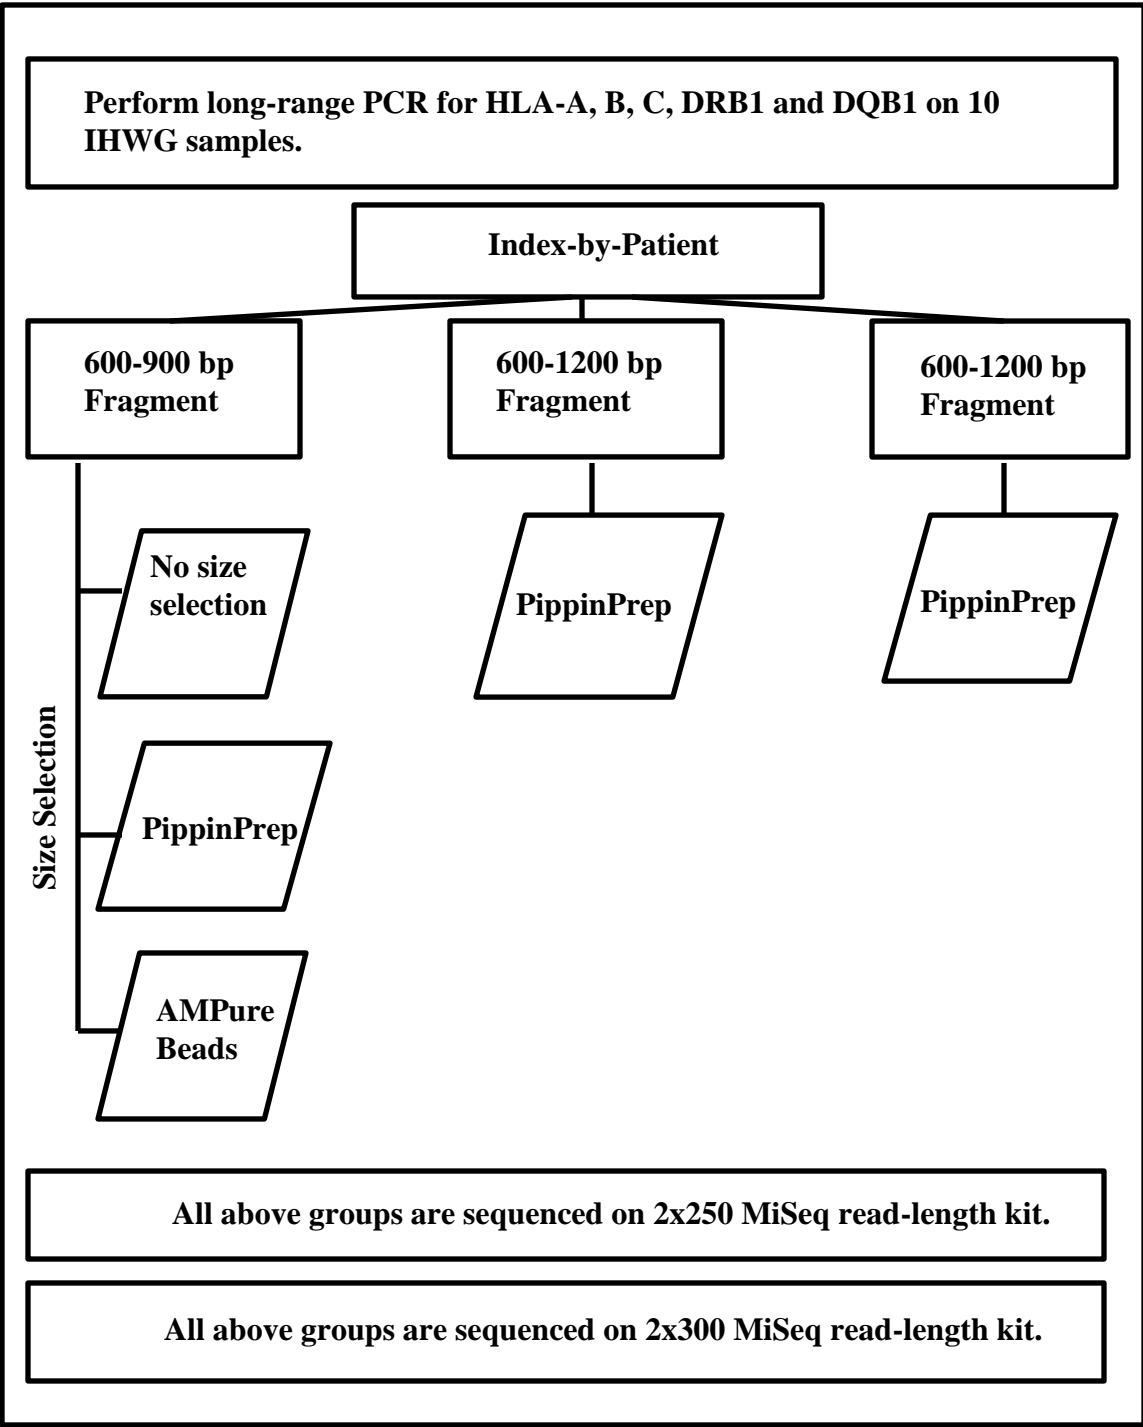 Perform long-range PCR for HLA-A, B, C, DRB1 and DQB1 on 10
IHWG samples.
Index-by-Patient
600-900 bp
Fragment
600-1200 bp
Fragment
600-1200 bp
Fragment
Size Selection
No size
selection
PippinPrep
AMPure
Beads
PippinPrep
PippinPrep
All above groups are sequenced on 2x250 MiSeq read-length kit.
All above groups are sequenced on 2x300 MiSeq read-length kit.